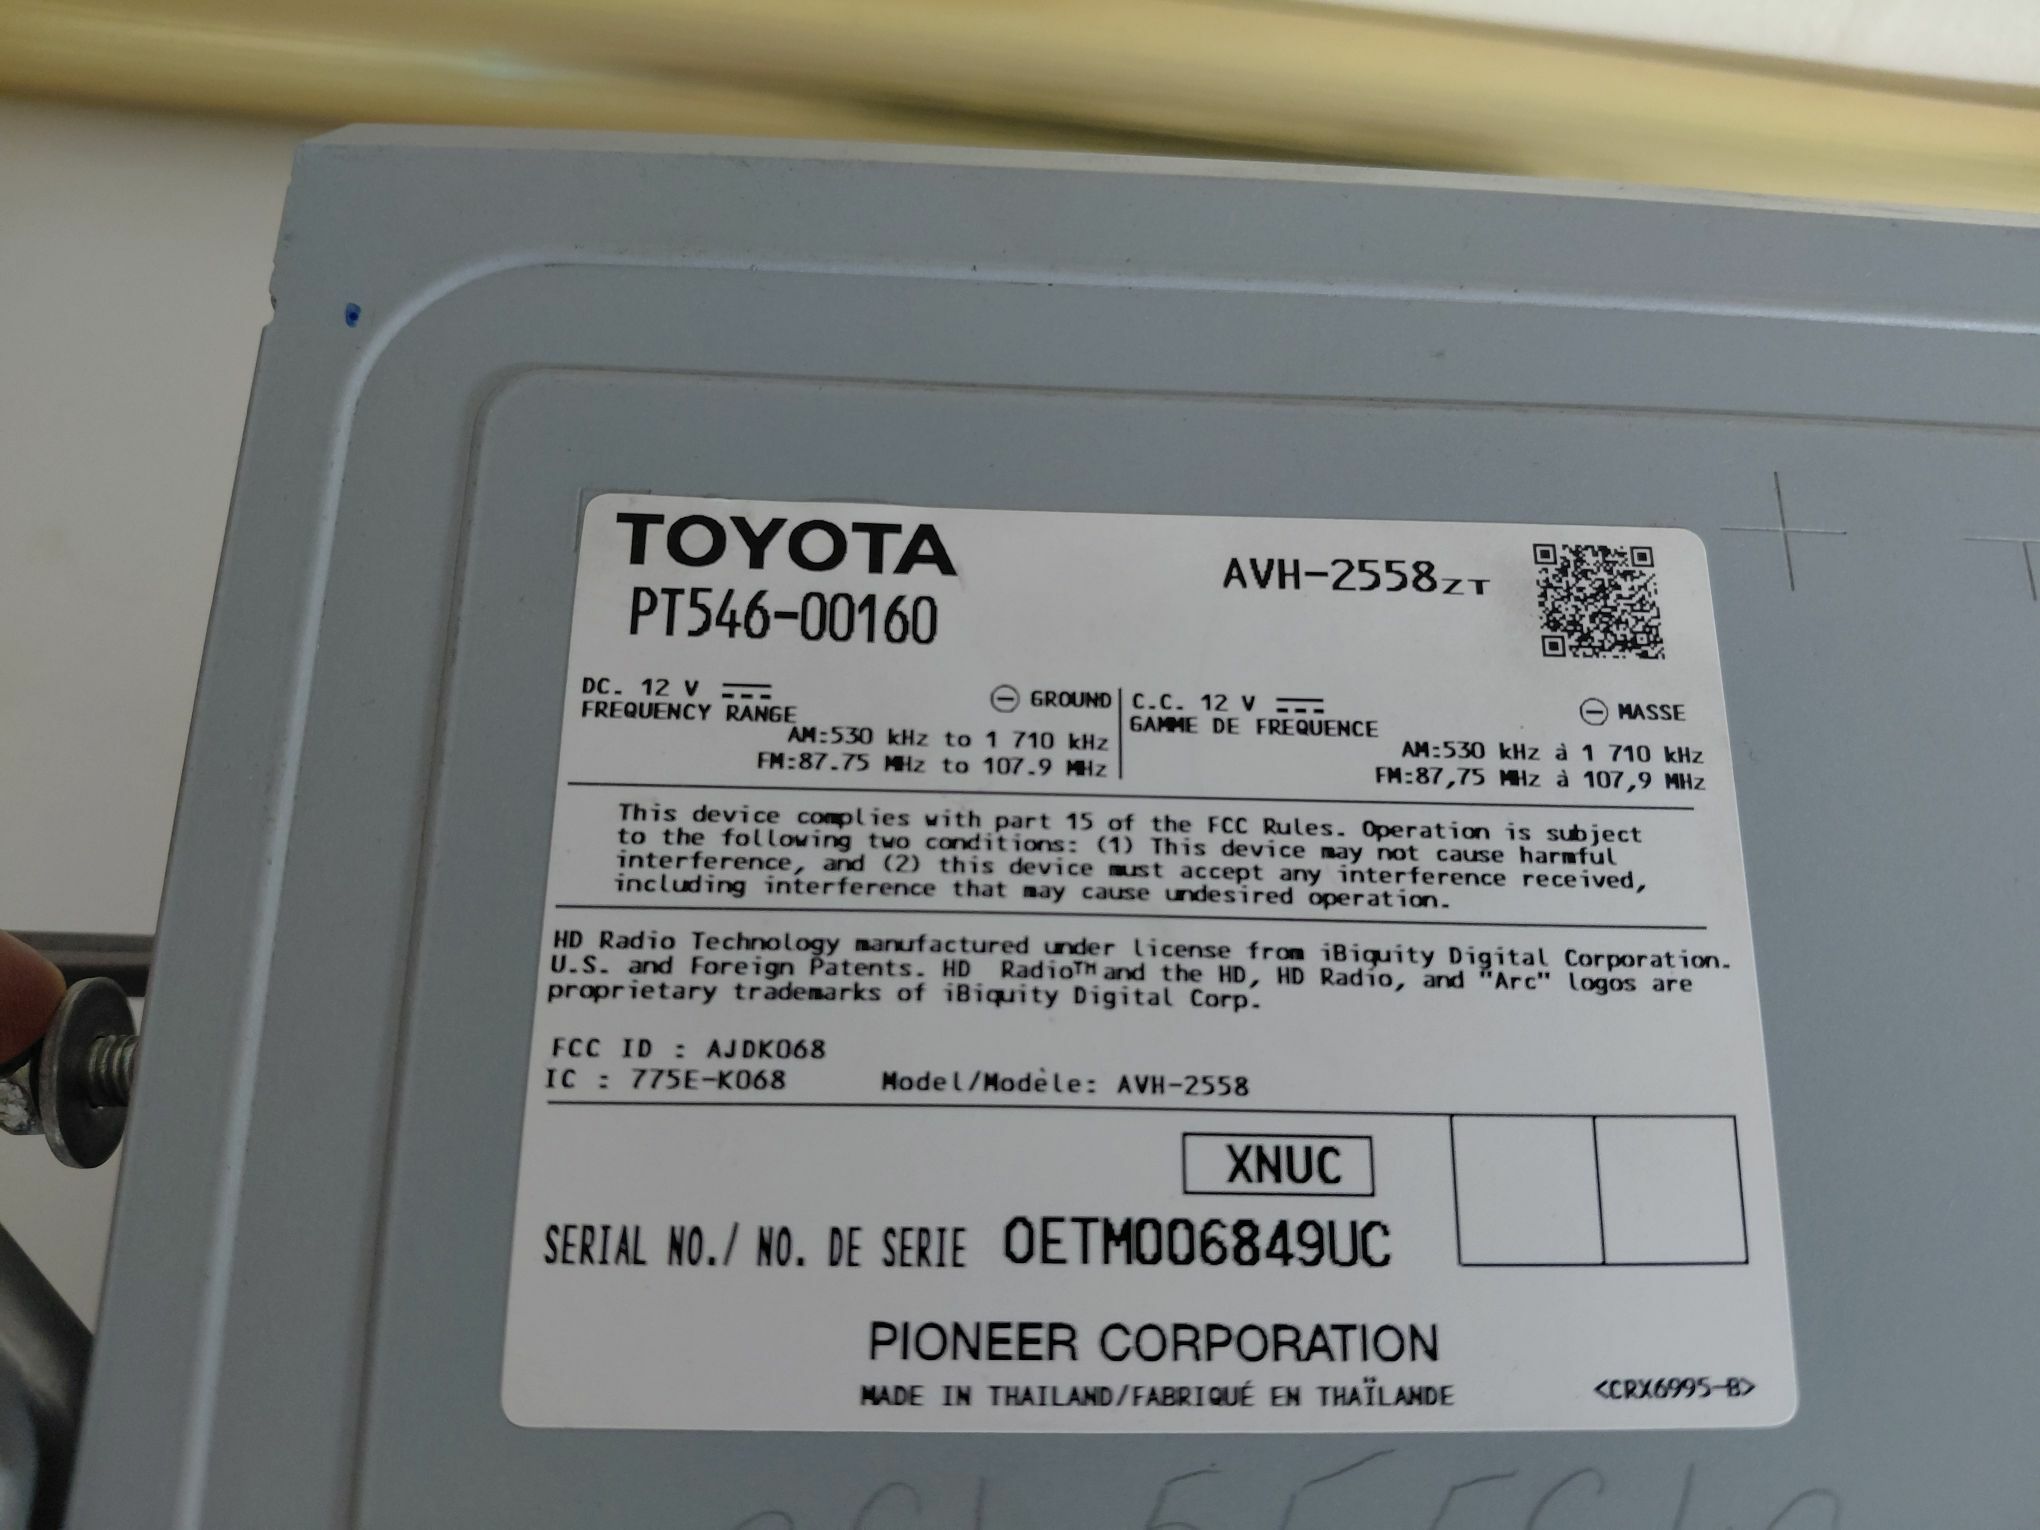 TOYOTA
PT546-00160
AVH-2558ZT
DC. 12 V
GROUND
FREQUENCY RANGE
AM:530 kHz to 1 710 kHz
FM:87.75 MHz to 107.9 MHz
C.C. 12 V
MASSE
GAMME DE FREQUENCE
AM:530 kHz à 1 710 kHz
FM:87,75 MHz à 107,9 MHz
This device complies with part 15 of the FCC Rules. Operation is subject
to the following two conditions: (1) This device may not cause harmful
interference, and (2) this device must accept any interference received,
including interference that may cause undesired operation.
HD Radio Technology manufactured under license from iBiquity Digital Corporation.
U.S. and Foreign Patents. HD Radio™ and the HD, HD Radio, and "Arc" logos are
proprietary trademarks of iBiquity Digital Corp.
FCC ID : AJDK068
IC : 775E-K068 Model/Modèle: AVH-2558
XNUC
SERIAL NO./ NO. DE SERIE OETM006849UC
PIONEER CORPORATION
MADE IN THAILAND/FABRIQUÉ EN THAÏLANDE
<CRX6995-B>